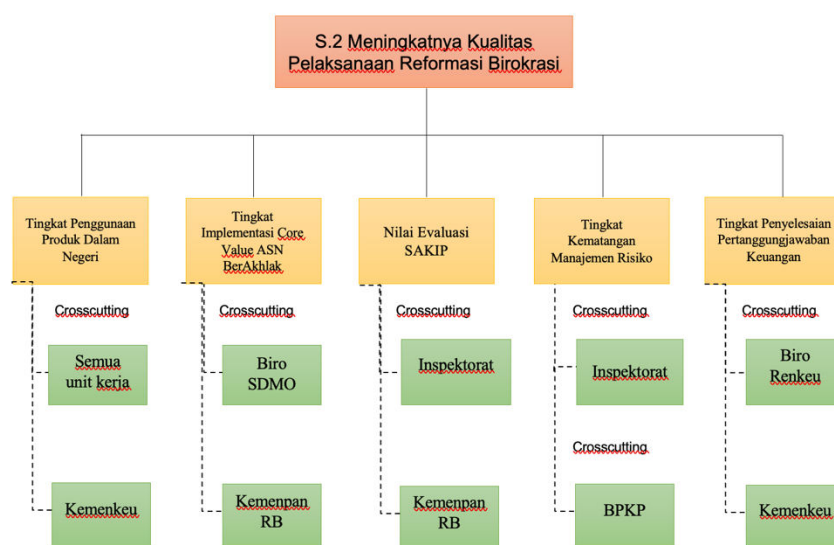 S.2 Meningkatnya Kualitas
Pelaksanaan Reformasi Birokrasi
Tingkat Penggunaan
Produk Dalam
Negeri
Tingkat
Implementasi Core
Value ASN
BerAkhlak
Nilai Evaluasi
SAKIP
Tingkat
Kematangan
Manajemen Risiko
Tingkat Penyelesaian
Pertanggungjawaban
Keuangan
Crosscutting
Crosscutting
Crosscutting
Crosscutting
Crosscutting
Semua
unit kerja
Biro
SDMO
Inspektorat
Inspektorat
Biro
Renkeu
Crosscutting
Kemenkeu
Kemenpan
RB
Kemenpan
RB
BPKP
Kemenkeu